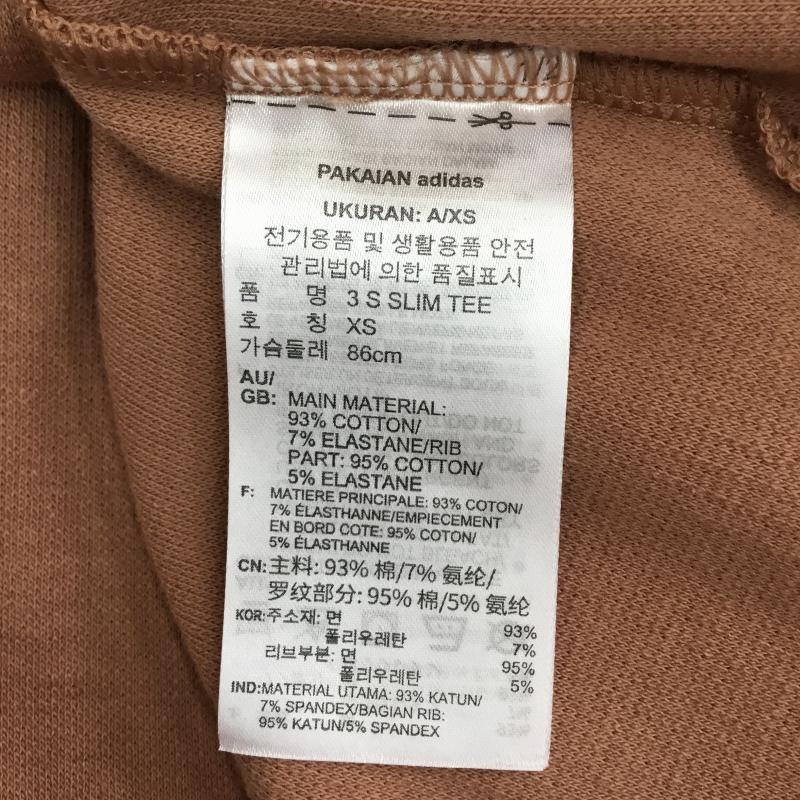 PAKAIAN adidas
UKURAN: A/XS
전기용품 및 생활용품 안전
관리법에 의한 품질표시
품 명 3 S SLIM TEE
호 칭 XS
가슴둘레 86cm
AU/
GB: MAIN MATERIAL:
93% COTTON/
7% ELASTANE/RIB
PART: 95% COTTON/
5% ELASTANE
F: MATIERE PRINCIPALE: 93% COTON/
7% ÉLASTHANNE/EMPIECEMENT
EN BORD COTE: 95% COTON/
5% ÉLASTHANNE
CN:主料: 93% 棉/7% 氨纶/
罗纹部分: 95% 棉/5% 氨纶
KOR:주소재: 면 93%
폴리우레탄 7%
리브부분: 면 95%
폴리우레탄 5%
IND:MATERIAL UTAMA: 93% KATUN/
7% SPANDEX/BAGIAN RIB:
95% KATUN/5% SPANDEX